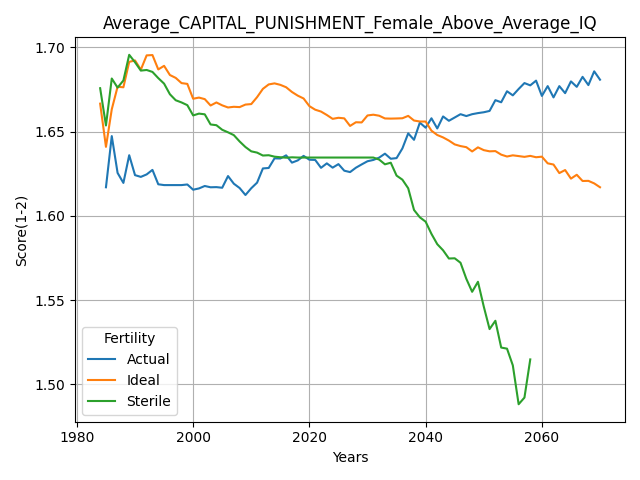 Average_CAPITAL_PUNISHMENT_Female_Above_Average_IQ
Score(1-2)
1.70
1.65
1.60
1.55
1.50
Fertility
Actual
Ideal
Sterile
1980
2000
2020
2040
2060
Years